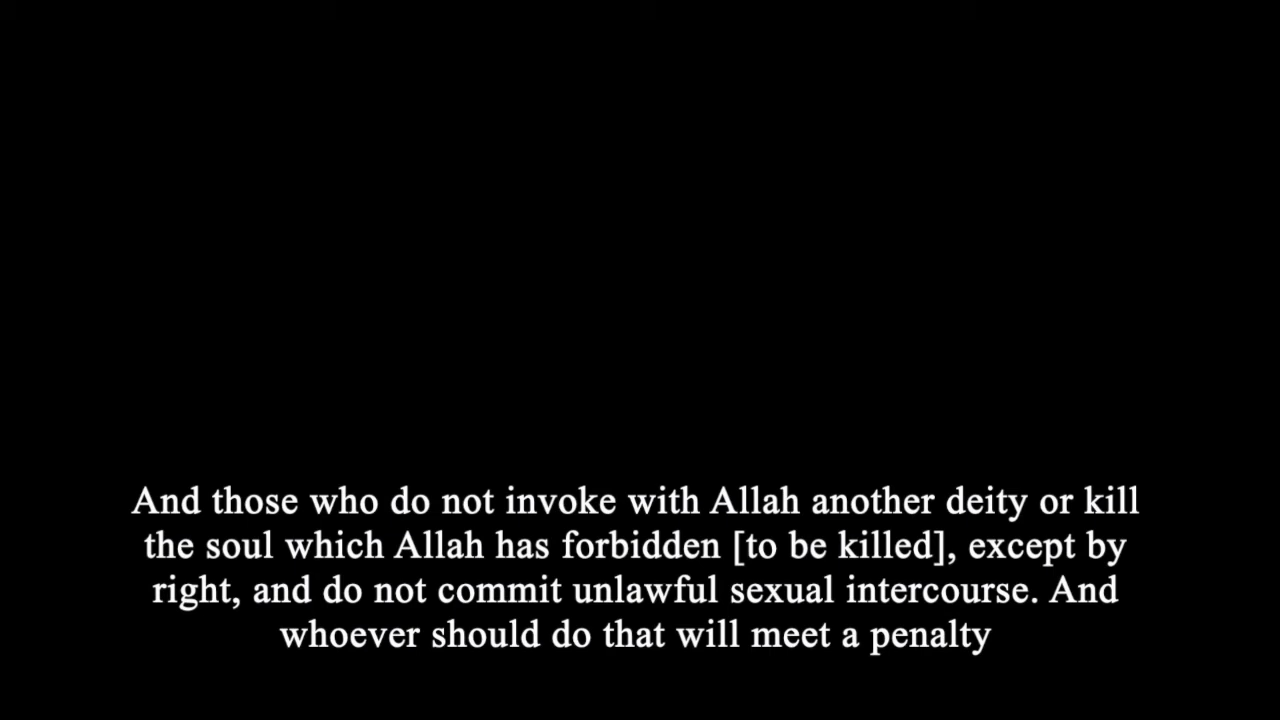 And those who do not invoke with Allah another deity or kill
the soul which Allah has forbidden [to be killed], except by
right, and do not commit unlawful sexual intercourse. And
whoever should do that will meet a penalty